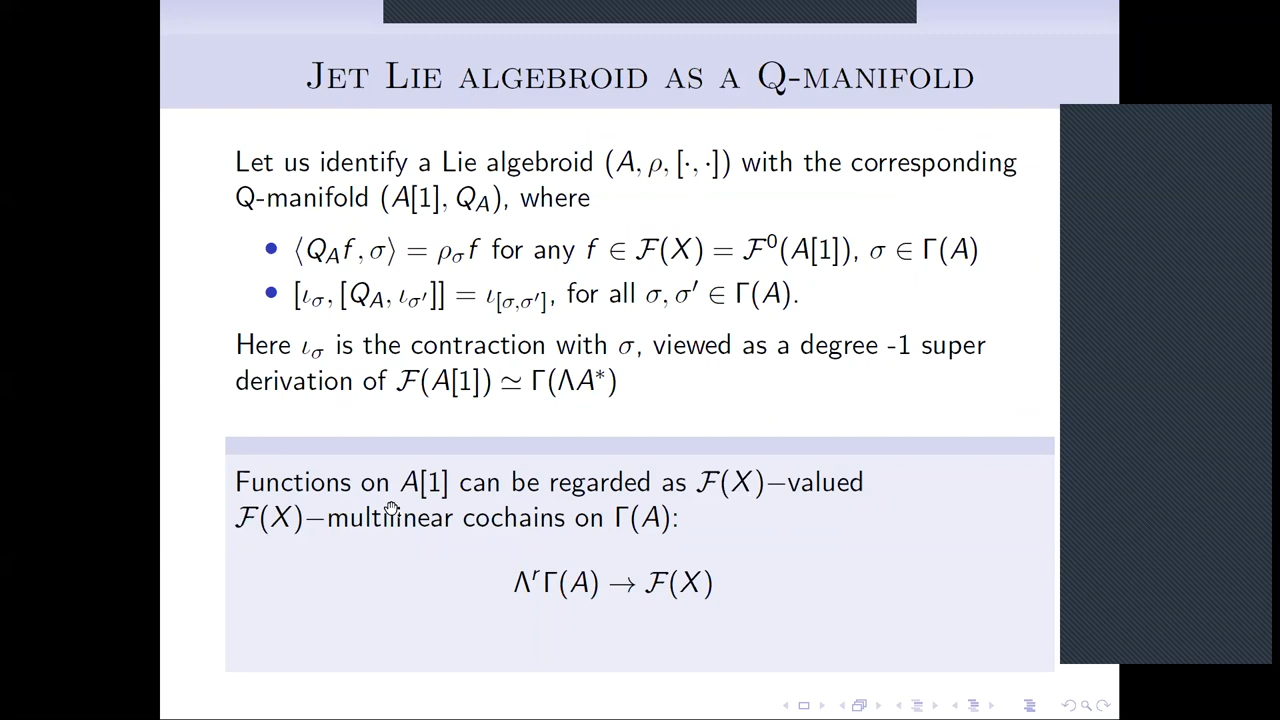 Jet Lie algebroid as a Q-manifold
Let us identify a Lie algebroid (A, ρ, [·, ·]) with the corresponding
Q-manifold (A[1], Q_A), where
• ⟨Q_A f, σ⟩ = ρ_σ f for any f ∈ ℱ(X) = ℱ⁰(A[1]), σ ∈ Γ(A)
• [ι_σ, [Q_A, ι_σ′]] = ι_[σ,σ′], for all σ, σ′ ∈ Γ(A).
Here ι_σ is the contraction with σ, viewed as a degree -1 super
derivation of ℱ(A[1]) ≃ Γ(ΛA*)
Functions on A[1] can be regarded as ℱ(X)−valued
ℱ(X)−multilinear cochains on Γ(A):
Λ^r Γ(A) → ℱ(X)